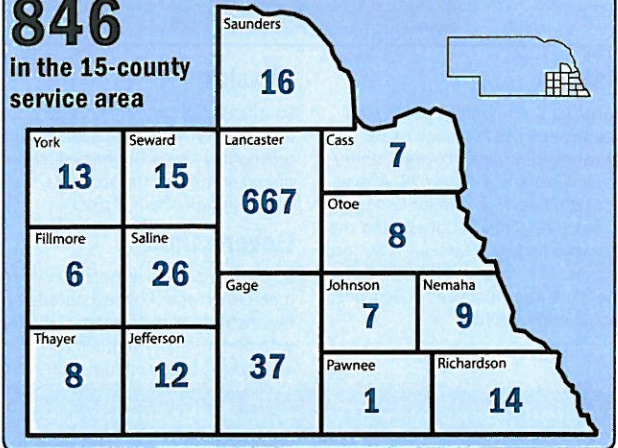 846
in the 15-county
service area
Saunders
16
York
13
Seward
15
Lancaster
667
Cass
7
Otoe
8
Fillmore
6
Saline
26
Gage
37
Johnson
7
Nemaha
9
Thayer
8
Jefferson
12
Pawnee
1
Richardson
14